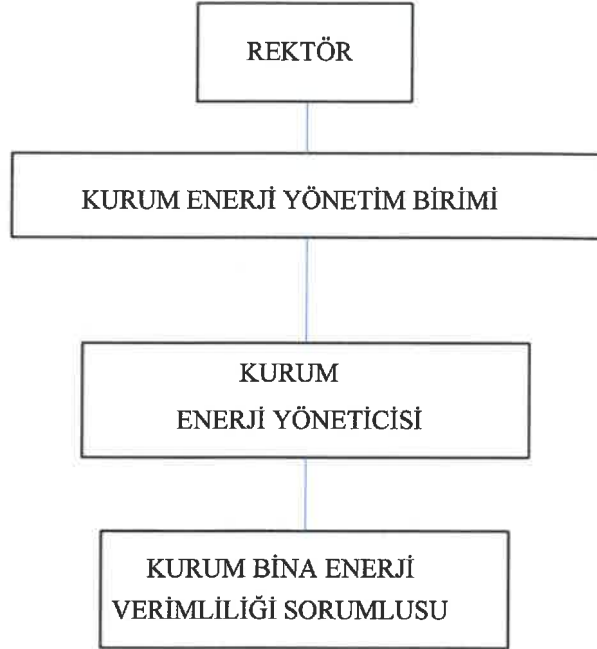 REKTÖR
KURUM ENERJİ YÖNETİM BİRİMİ
KURUM
ENERJİ YÖNETİCİSİ
KURUM BİNA ENERJİ
VERİMLİLİĞİ SORUMLUSU